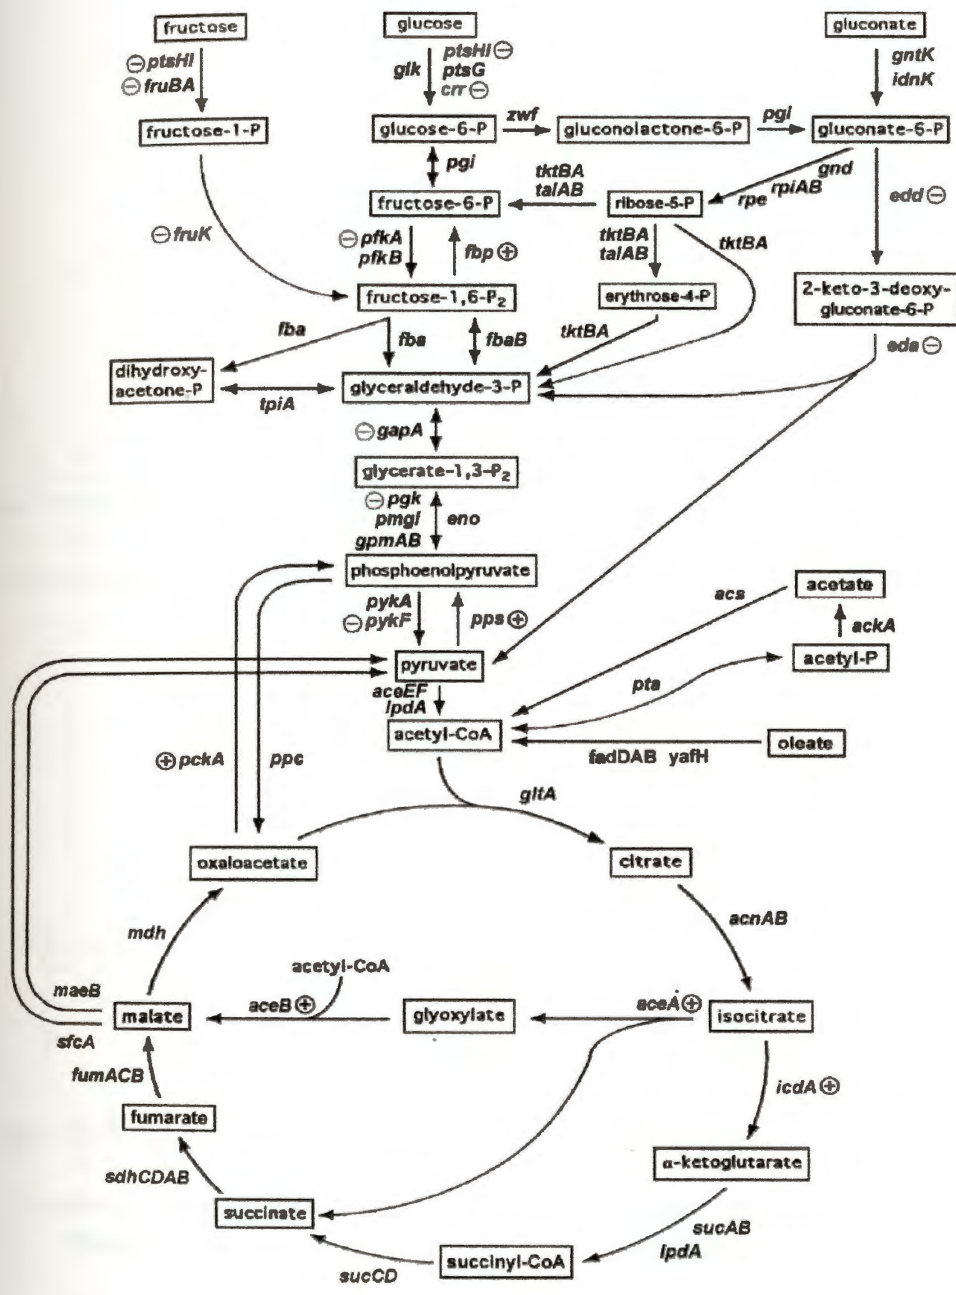 fructose
glucose
gluconate
⊖ ptsHI
⊖ fruBA
glk
ptsHI ⊖
ptsG
crr ⊖
gntK
idnK
fructose-1-P
glucose-6-P
zwf
gluconolactone-6-P
pgl
gluconate-6-P
pgi
tktBA
talAB
gnd
rpiAB
rpe
edd ⊖
fructose-6-P
ribose-5-P
⊖ fruK
⊖ pfkA
pfkB
fbp ⊕
tktBA
talAB
tktBA
fructose-1,6-P₂
erythrose-4-P
2-keto-3-deoxy-
gluconate-6-P
fba
fba
fbaB
tktBA
eda ⊖
dihydroxy-
acetone-P
tpiA
glyceraldehyde-3-P
⊖ gapA
glycerate-1,3-P₂
⊖ pgk
pmgI
gpmAB
eno
phosphoenolpyruvate
acs
acetate
pykA
⊖ pykF
pps ⊕
ackA
acetyl-P
pyruvate
aceEF
lpdA
pta
acetyl-CoA
fadDAB yafH
oleate
⊕ pckA
ppc
gltA
oxaloacetate
citrate
mdh
acnAB
acetyl-CoA
maeB
aceB ⊕
aceA ⊕
malate
glyoxylate
isocitrate
sfcA
fumACB
icdA ⊕
fumarate
α-ketoglutarate
sdhCDAB
succinate
sucAB
lpdA
succinyl-CoA
sucCD